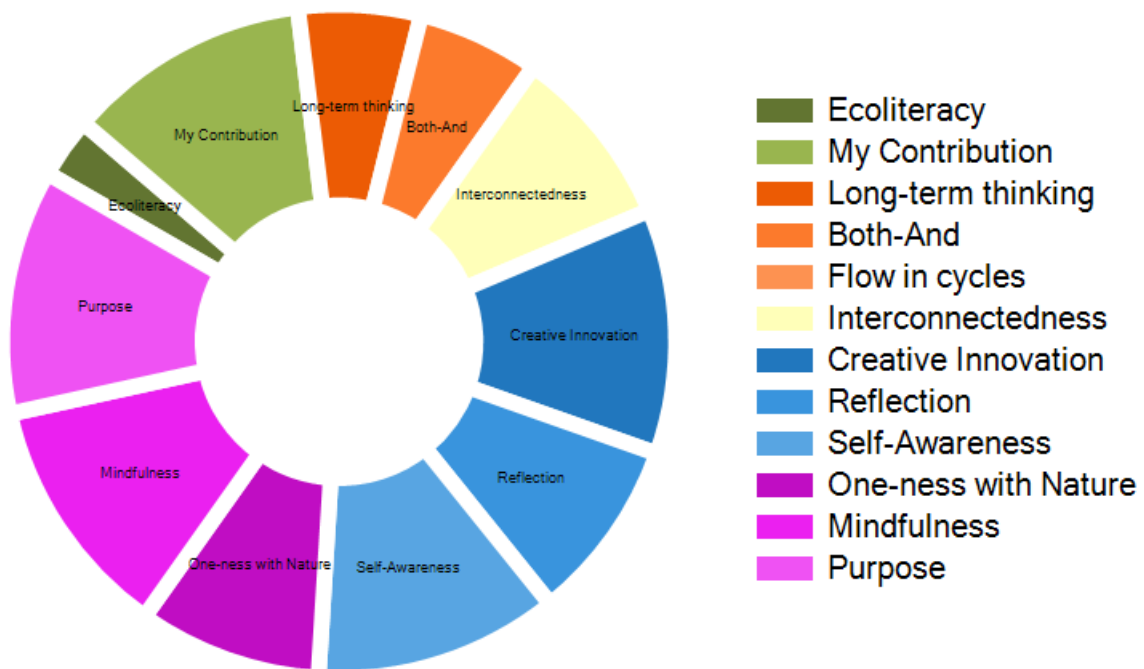 Long-term thinking
Both-And
My Contribution
Interconnectedness
Ecoliteracy
Purpose
Creative Innovation
Mindfulness
Reflection
One-ness with Nature
Self-Awareness
Ecoliteracy
My Contribution
Long-term thinking
Both-And
Flow in cycles
Interconnectedness
Creative Innovation
Reflection
Self-Awareness
One-ness with Nature
Mindfulness
Purpose